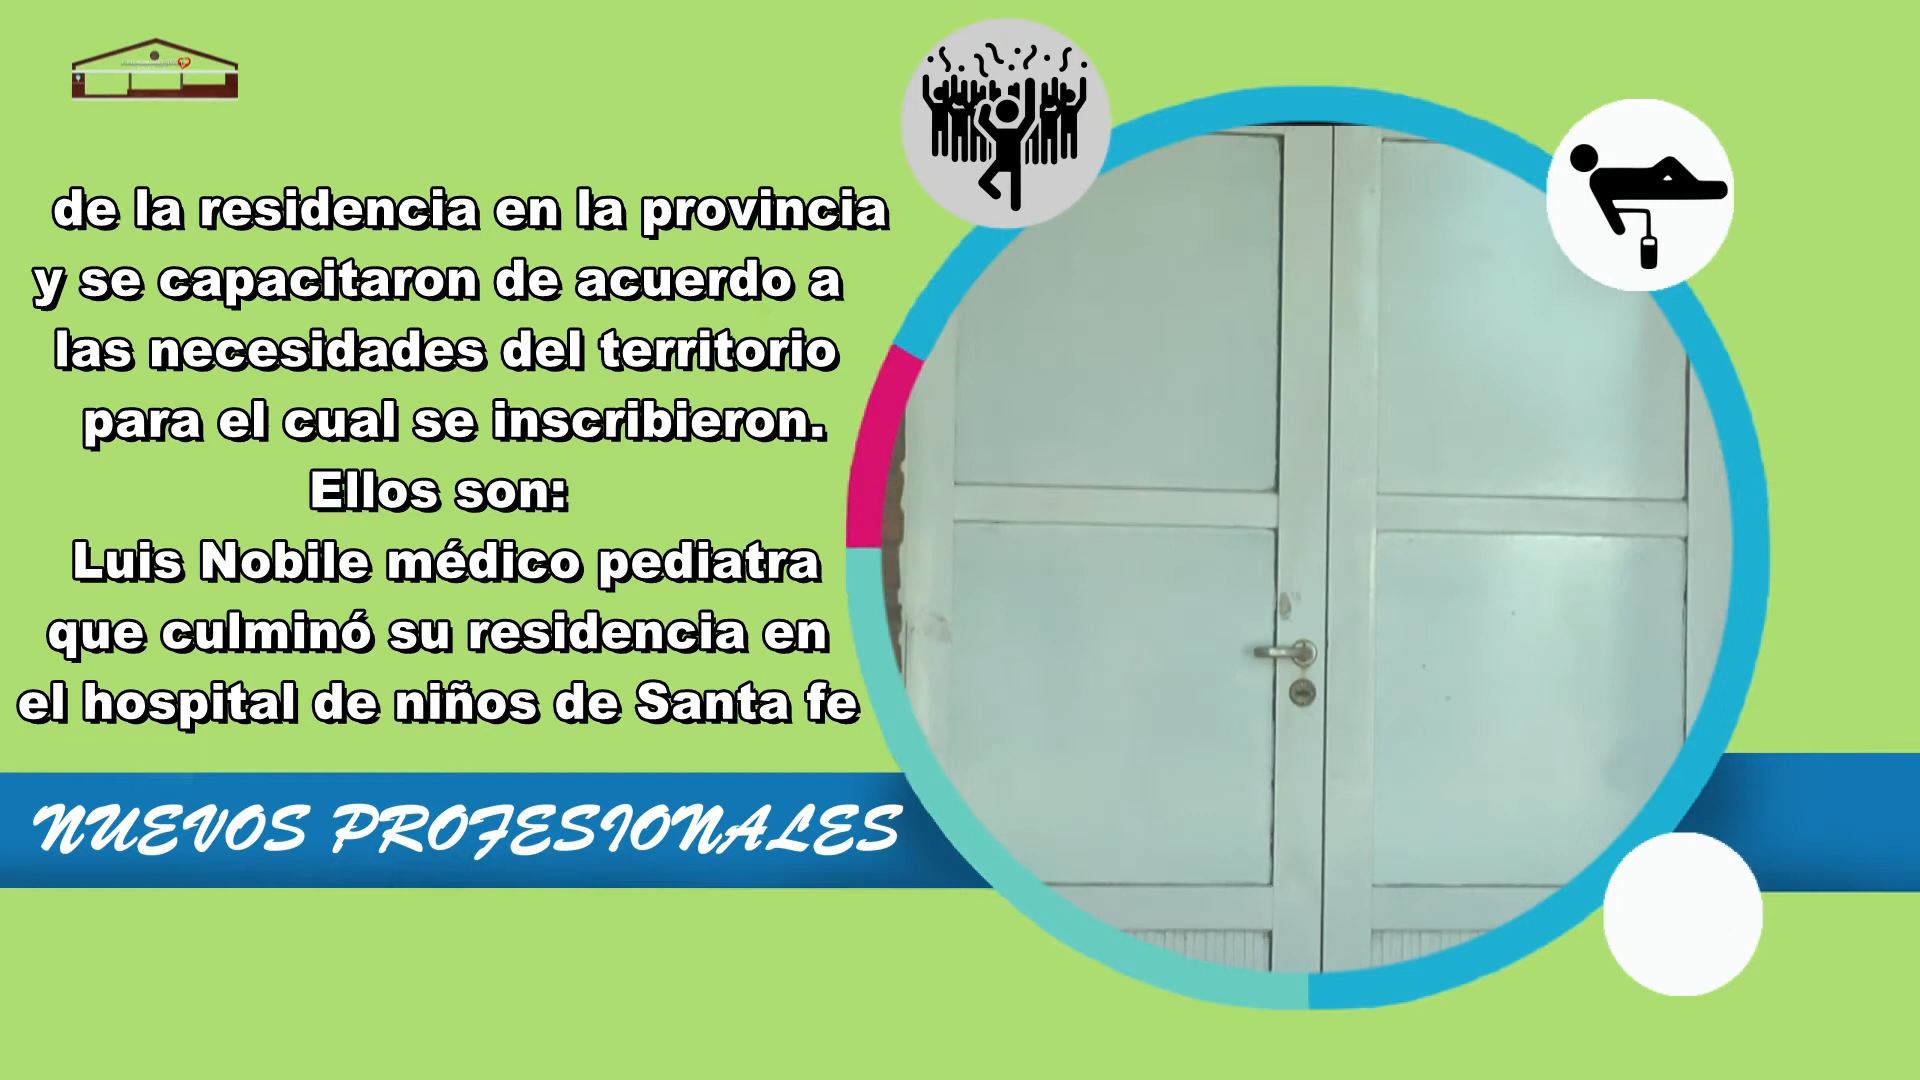 de la residencia en la provincia
y se capacitaron de acuerdo a
las necesidades del territorio
para el cual se inscribieron.
Ellos son:
Luis Nobile médico pediatra
que culminó su residencia en
el hospital de niños de Santa fe
NUEVOS PROFESIONALES